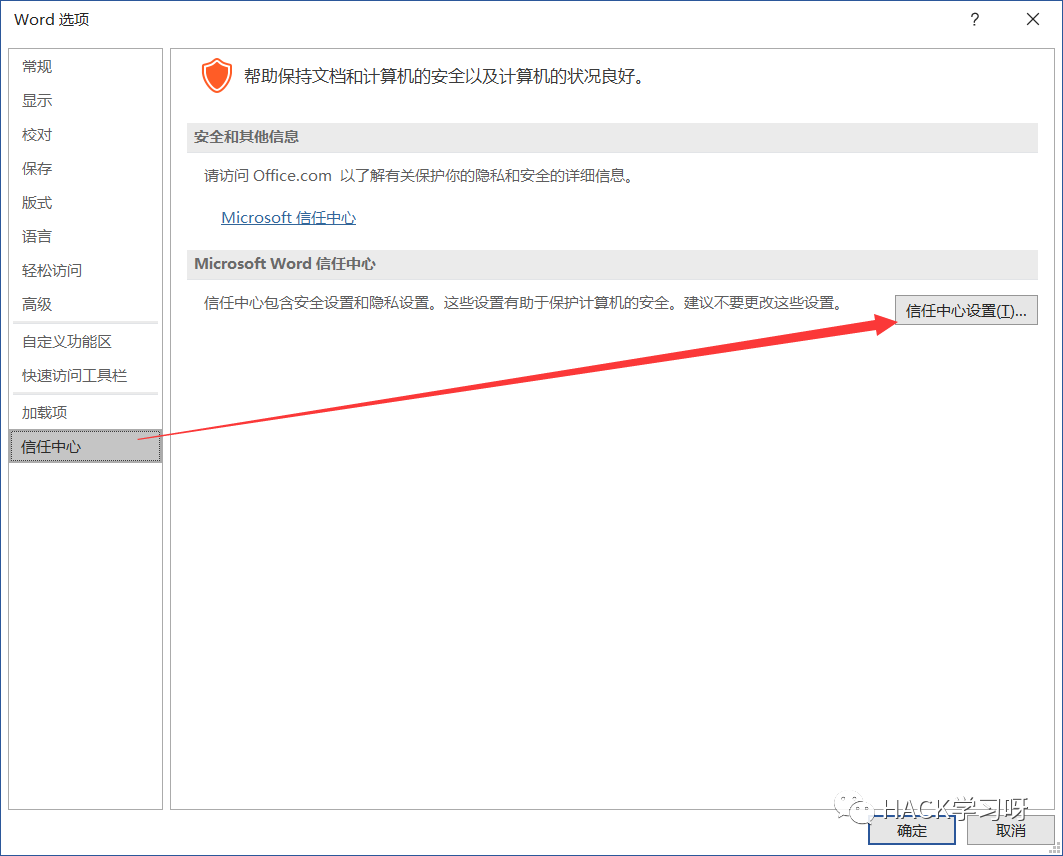 Word 选项
?
常规
显示
校对
保存
版式
语言
轻松访问
高级
自定义功能区
快速访问工具栏
加载项
信任中心
帮助保持文档和计算机的安全以及计算机的状况良好。
安全和其他信息
请访问 Office.com 以了解有关保护你的隐私和安全的详细信息。
Microsoft 信任中心
Microsoft Word 信任中心
信任中心包含安全设置和隐私设置。这些设置有助于保护计算机的安全。建议不要更改这些设置。
信任中心设置(T)...
HACK学习呀
确定
取消